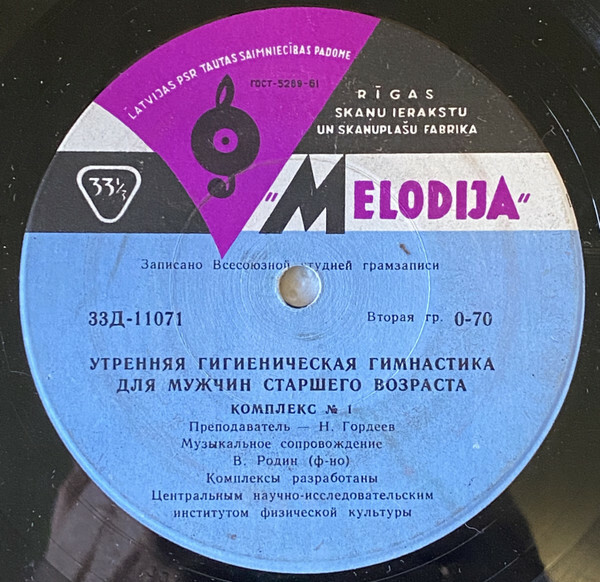 LATVIJAS PSR TAUTAS SAIMNIECĪBAS PADOME
ГОСТ-5289-61
RĪGAS
SKAŅU IERAKSTU
UN SKAŅUPLAŠU FABRIKA
33⅓
"MELODIJA"
Записано Всесоюзной студией грамзаписи
33Д-11071 Вторая гр. 0-70
УТРЕННЯЯ ГИГИЕНИЧЕСКАЯ ГИМНАСТИКА
ДЛЯ МУЖЧИН СТАРШЕГО ВОЗРАСТА
КОМПЛЕКС № 1
Преподаватель — Н. Гордеев
Музыкальное сопровождение
В. Родин (ф-но)
Комплексы разработаны
Центральным научно-исследовательским
институтом физической культуры